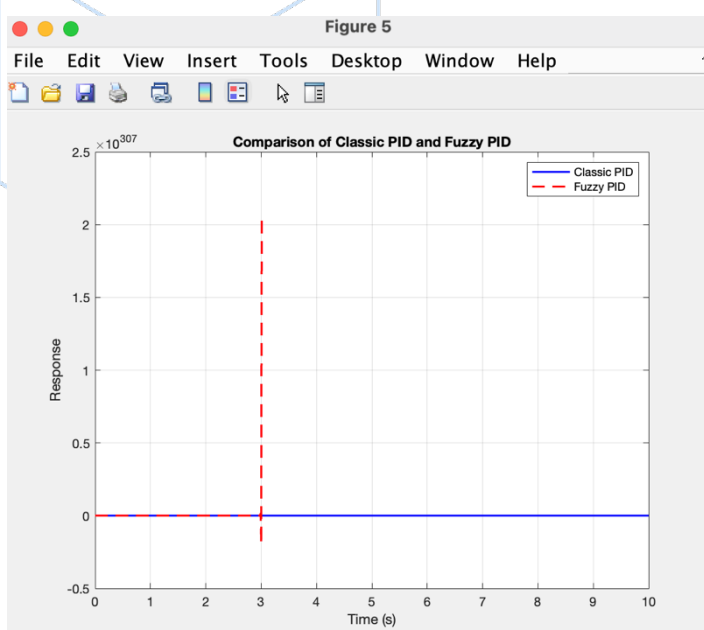 Figure 5
File Edit View Insert Tools Desktop Window Help
Comparison of Classic PID and Fuzzy PID
×10^307
Classic PID
Fuzzy PID
2.5
2
1.5
1
0.5
0
-0.5
Response
0 1 2 3 4 5 6 7 8 9 10
Time (s)